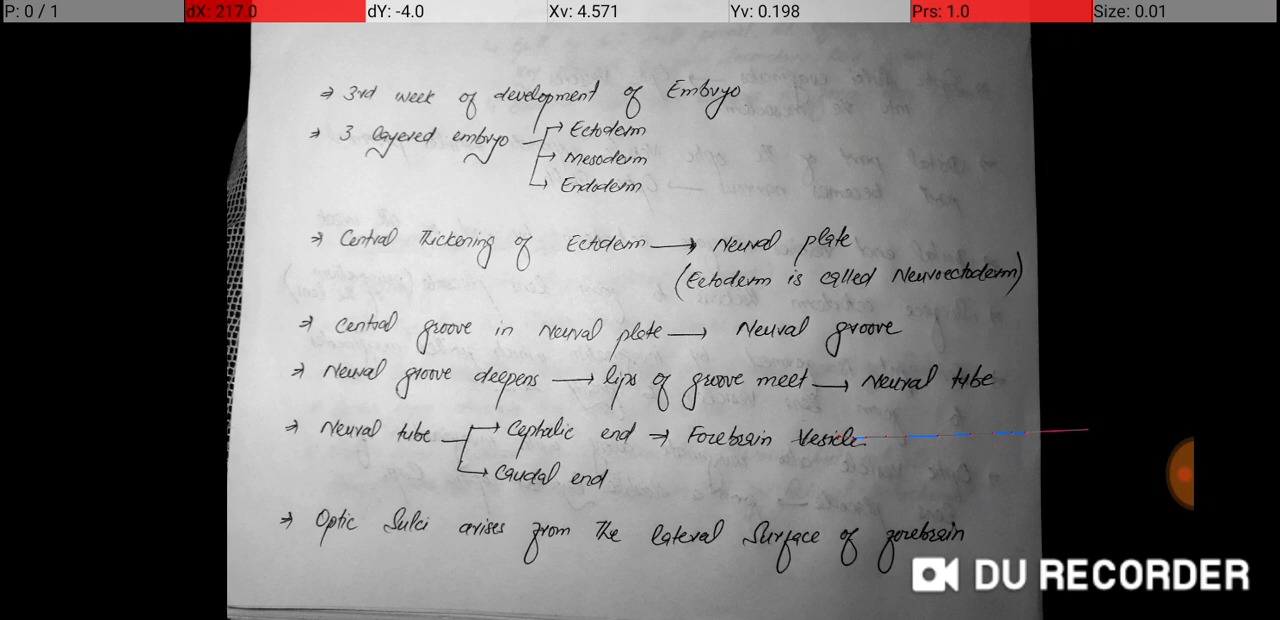 P: 0 / 1 dX: 217.0 dY: -4.0 Xv: 4.571 Yv: 0.198 Prs: 1.0 Size: 0.01
⇒ 3rd week of development of Embryo
⇒ 3 layered embryo → Ectoderm
→ Mesoderm
→ Endoderm
⇒ Central Thickening of Ectoderm → Neural plate
(Ectoderm is called Neuroectoderm)
⇒ Central groove in Neural plate → Neural groove
⇒ Neural groove deepens → lips of groove meet → Neural tube
⇒ Neural tube → Cephalic end ⇒ Forebrain Vesicle
→ Caudal end
⇒ Optic Sulci arises from The lateral Surface of forebrain
DU RECORDER